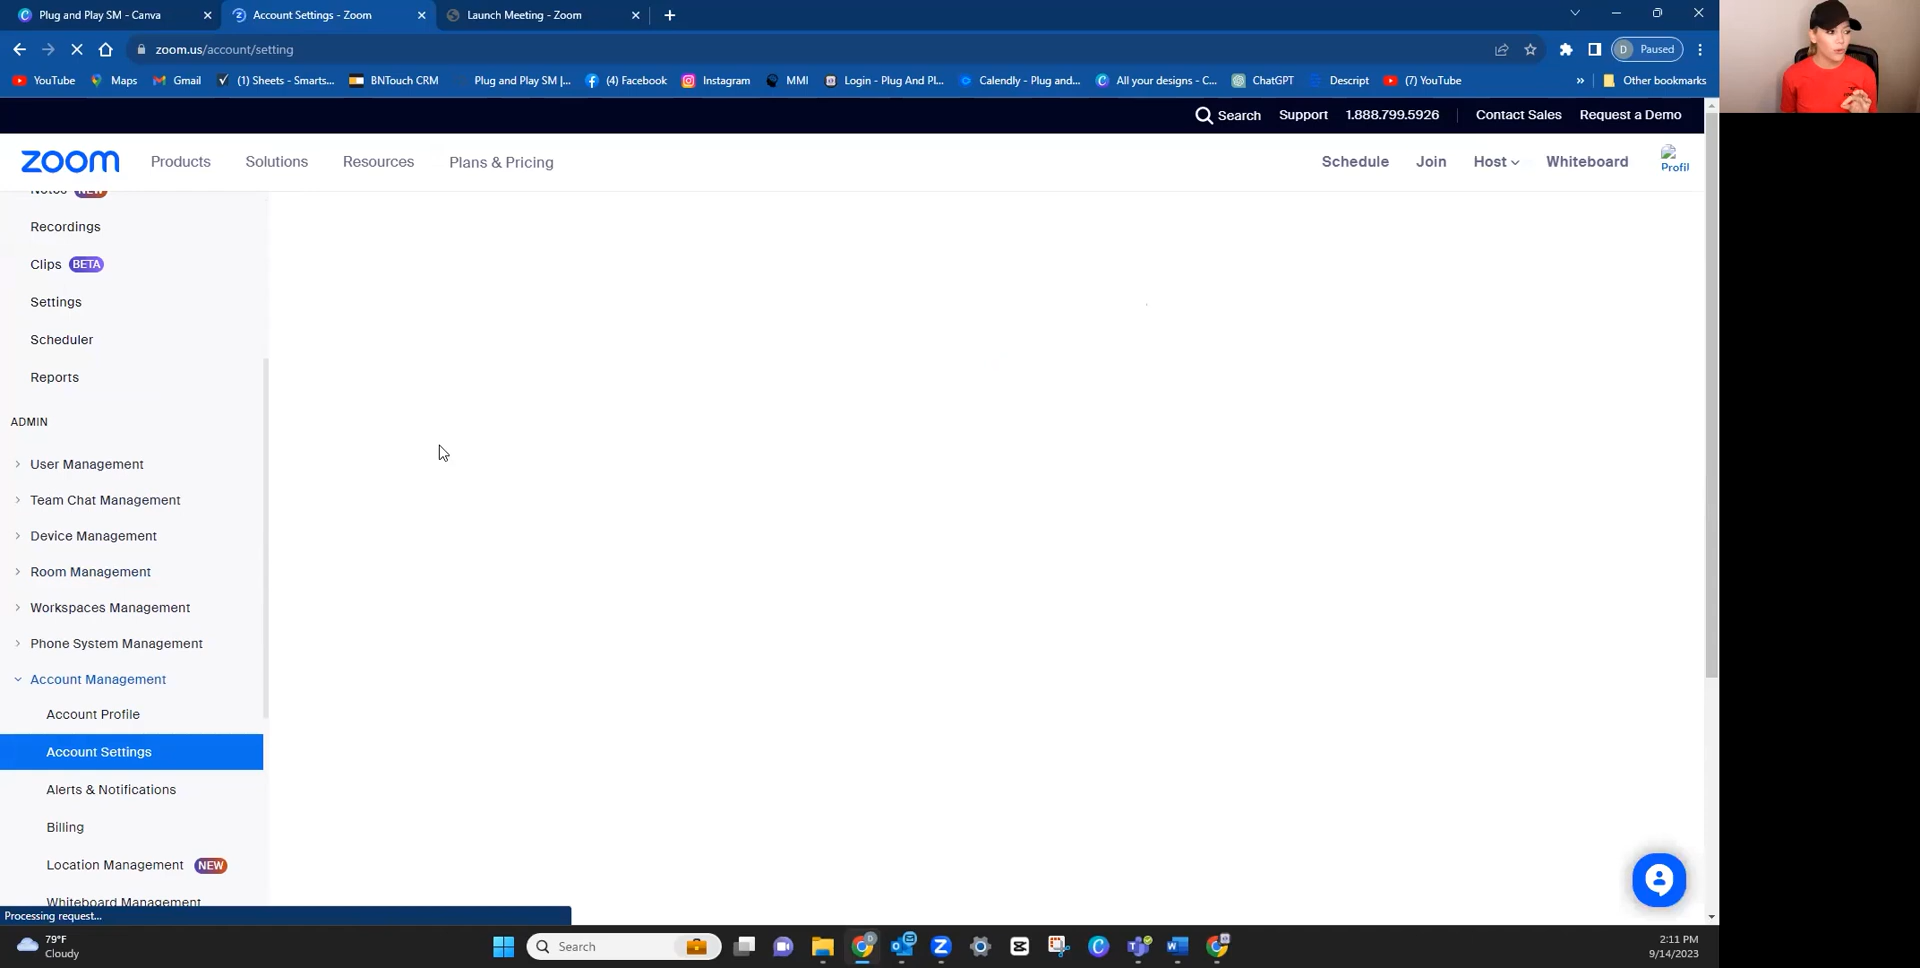 Plug and Play SM - Canva
Account Settings - Zoom
Launch Meeting - Zoom
zoom.us/account/setting
D Paused
YouTube
Maps
Gmail
(1) Sheets - Smarts...
BNTouch CRM
Plug and Play SM |...
(4) Facebook
Instagram
MMI
Login - Plug And Pl...
Calendly - Plug and...
All your designs - C...
ChatGPT
Descript
(7) YouTube
»
Other bookmarks
Search
Support
1.888.799.5926
Contact Sales
Request a Demo
zoom
Products
Solutions
Resources
Plans & Pricing
Schedule
Join
Host
Whiteboard
Profil
Notes NEW
Recordings
Clips BETA
Settings
Scheduler
Reports
ADMIN
User Management
Team Chat Management
Device Management
Room Management
Workspaces Management
Phone System Management
Account Management
Account Profile
Account Settings
Alerts & Notifications
Billing
Location Management NEW
Whiteboard Management
Processing request...
79°F
Cloudy
Search
2:11 PM
9/14/2023